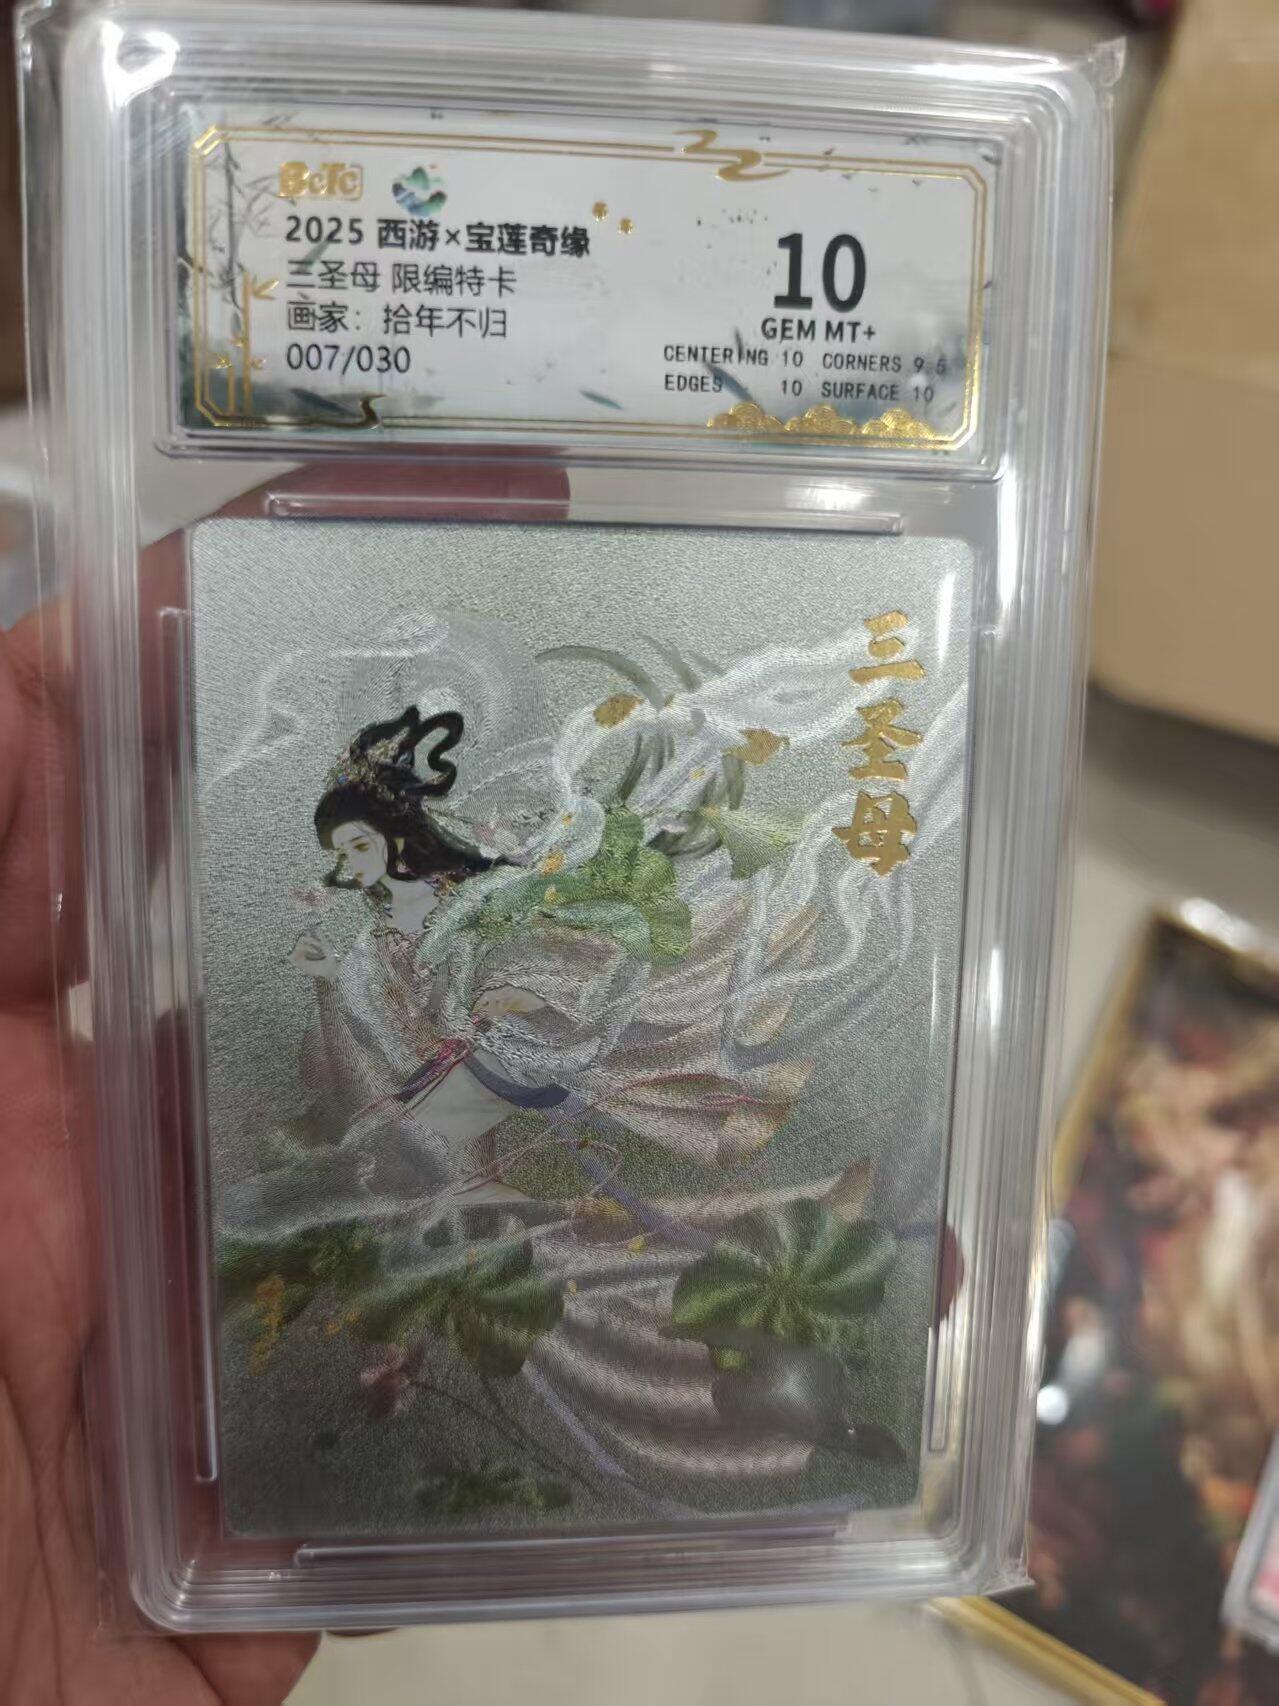 BCTC
2025 西游×宝莲奇缘
三圣母 限编特卡
画家：拾年不归
007/030
10
GEM MT+
CENTERING 10 CORNERS 9.5
EDGES 10 SURFACE 10
三圣母